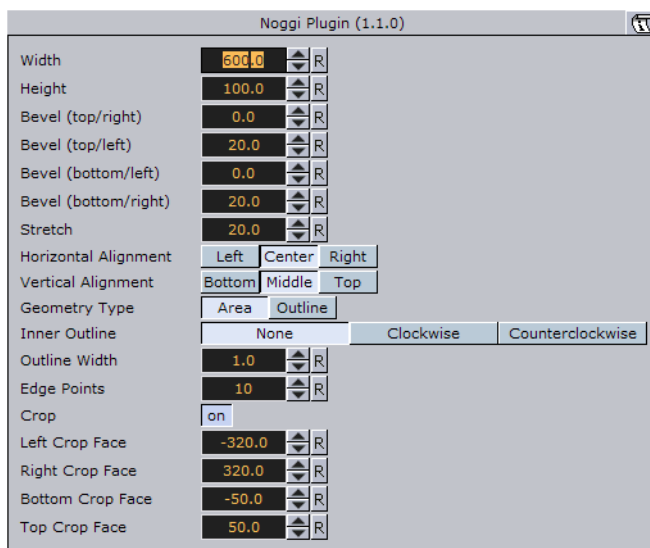 Noggi Plugin (1.1.0)
Width 600.0 R
Height 100.0 R
Bevel (top/right) 0.0 R
Bevel (top/left) 20.0 R
Bevel (bottom/left) 0.0 R
Bevel (bottom/right) 20.0 R
Stretch 20.0 R
Horizontal Alignment Left Center Right
Vertical Alignment Bottom Middle Top
Geometry Type Area Outline
Inner Outline None Clockwise Counterclockwise
Outline Width 1.0 R
Edge Points 10 R
Crop on
Left Crop Face -320.0 R
Right Crop Face 320.0 R
Bottom Crop Face -50.0 R
Top Crop Face 50.0 R